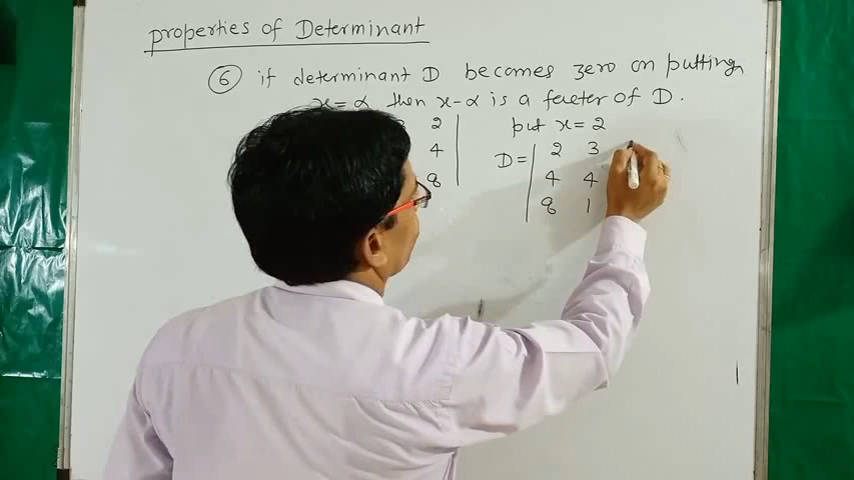 properties of Determinant
6 if determinant D becomes zero on putting
x=α then x-α is a factor of D.
2 | put x=2
4 | D= | 2 3
8 | 4 4
8 1